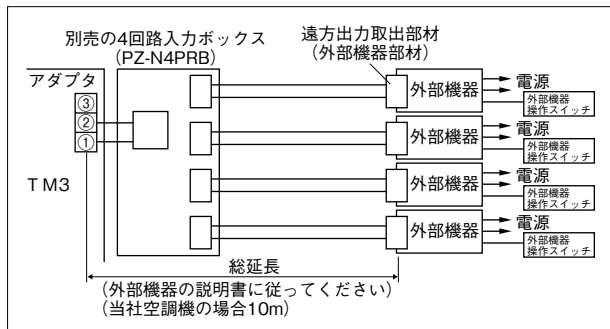 別売の4回路入力ボックス
(PZ-N4PRB)
遠方出力取出部材
(外部機器部材)
アダプタ
③
②
①
TM3
外部機器
電源
外部機器
操作スイッチ
外部機器
電源
外部機器
操作スイッチ
外部機器
電源
外部機器
操作スイッチ
外部機器
電源
外部機器
操作スイッチ
総延長
(外部機器の説明書に従ってください)
(当社空調機の場合10m)